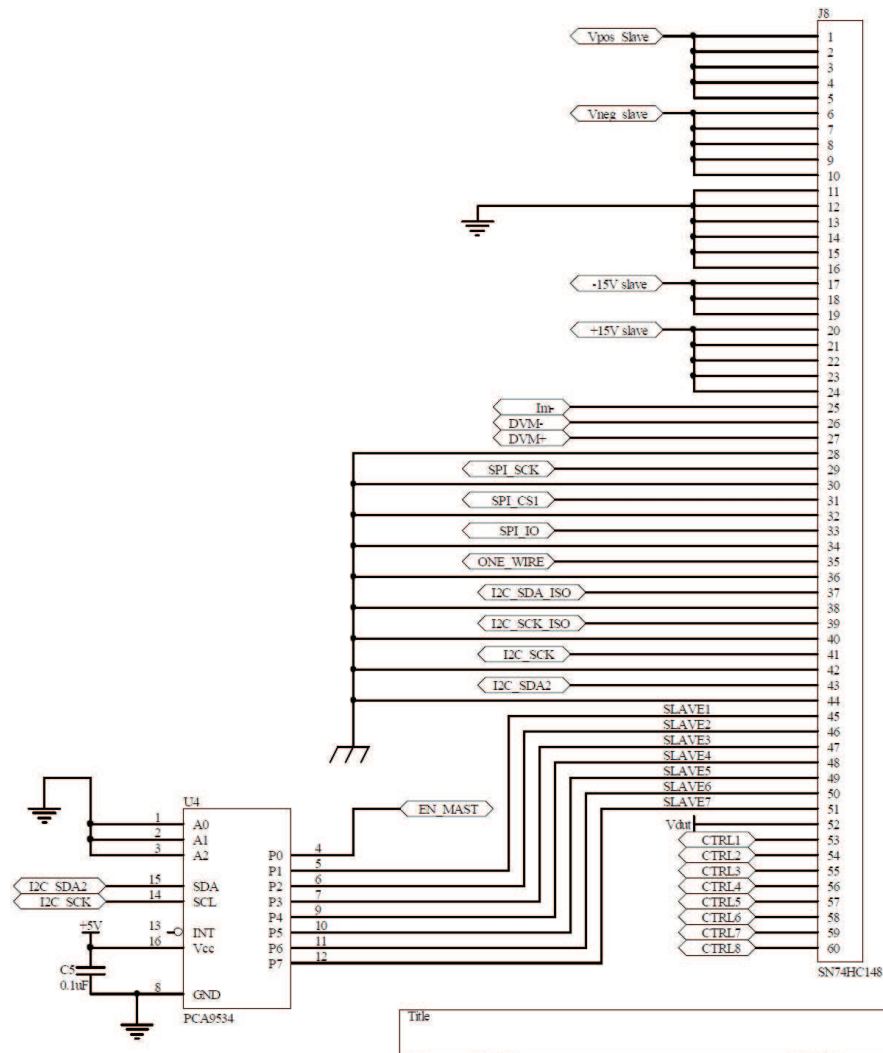 J8
Vpos_Slave
1
2
3
4
5
Vneg_slave
6
7
8
9
10
11
12
13
14
15
16
-15V slave
17
18
19
+15V slave
20
21
22
23
24
Im-
25
DVM-
26
DVM+
27
28
SPI_SCK
29
30
SPI_CS1
31
32
SPI_IO
33
34
ONE_WIRE
35
36
I2C_SDA_ISO
37
38
I2C_SCK_ISO
39
40
I2C_SCK
41
42
I2C_SDA2
43
44
SLAVE1
45
SLAVE2
46
SLAVE3
47
SLAVE4
48
SLAVE5
49
SLAVE6
50
SLAVE7
51
Vdut
52
CTRL1
53
CTRL2
54
CTRL3
55
CTRL4
56
CTRL5
57
CTRL6
58
CTRL7
59
CTRL8
60
SN74HC148
U4
EN_MAST
1 A0
2 A1
3 A2
P0 4
P1 5
I2C_SDA2 15 SDA
P2 6
I2C_SCK 14 SCL
P3 7
P4 9
+5V
13 INT
P5 10
16 Vcc
P6 11
P7 12
C5
0.1uF
8 GND
PCA9534
Title